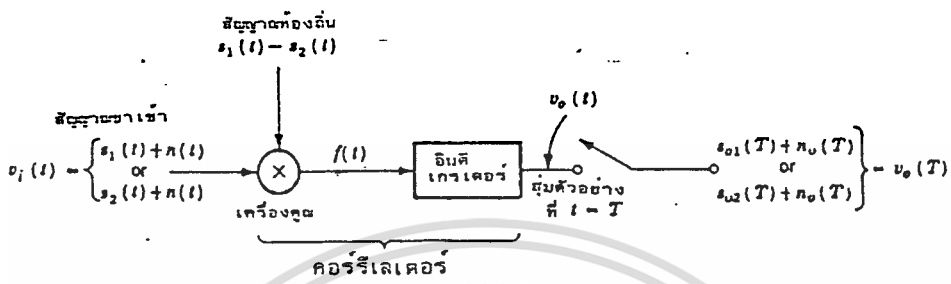 สัญญาณท้องถิ่น
s₁(t) − s₂(t)
v₀(t)
สัญญาณขาเข้า
vᵢ(t) = { s₁(t) + n(t)
or
s₂(t) + n(t)
×
f(t)
อินติ
เกรเตอร์
สุ่มตัวอย่าง
ที่ t = T
s₀₁(T) + n₀(T)
or
s₀₂(T) + n₀(T) } = v₀(T)
เครื่องคูณ
คอร์รีเลเตอร์